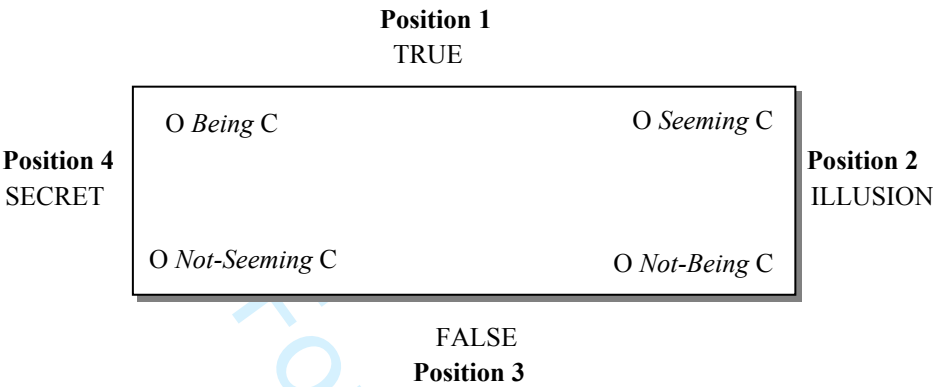 Position 1
TRUE
O Being C
O Seeming C
Position 4
SECRET
Position 2
ILLUSION
O Not-Seeming C
O Not-Being C
FALSE
Position 3